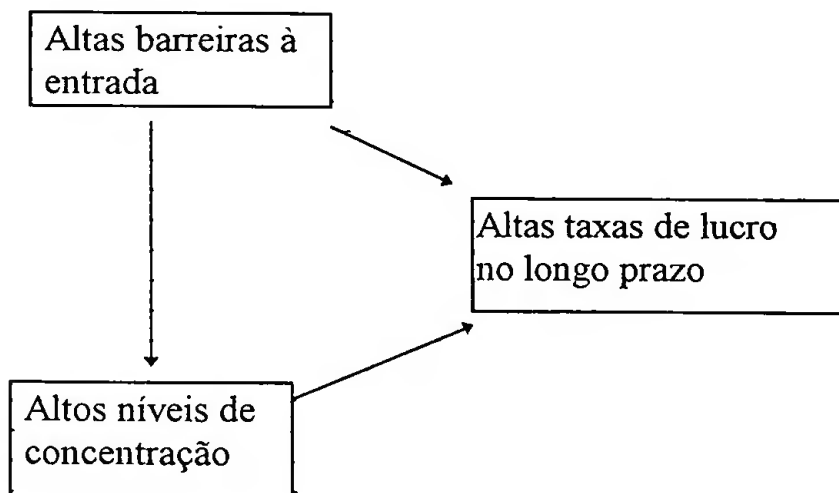 Altas barreiras à
entrada
Altas taxas de lucro
no longo prazo
Altos níveis de
concentração